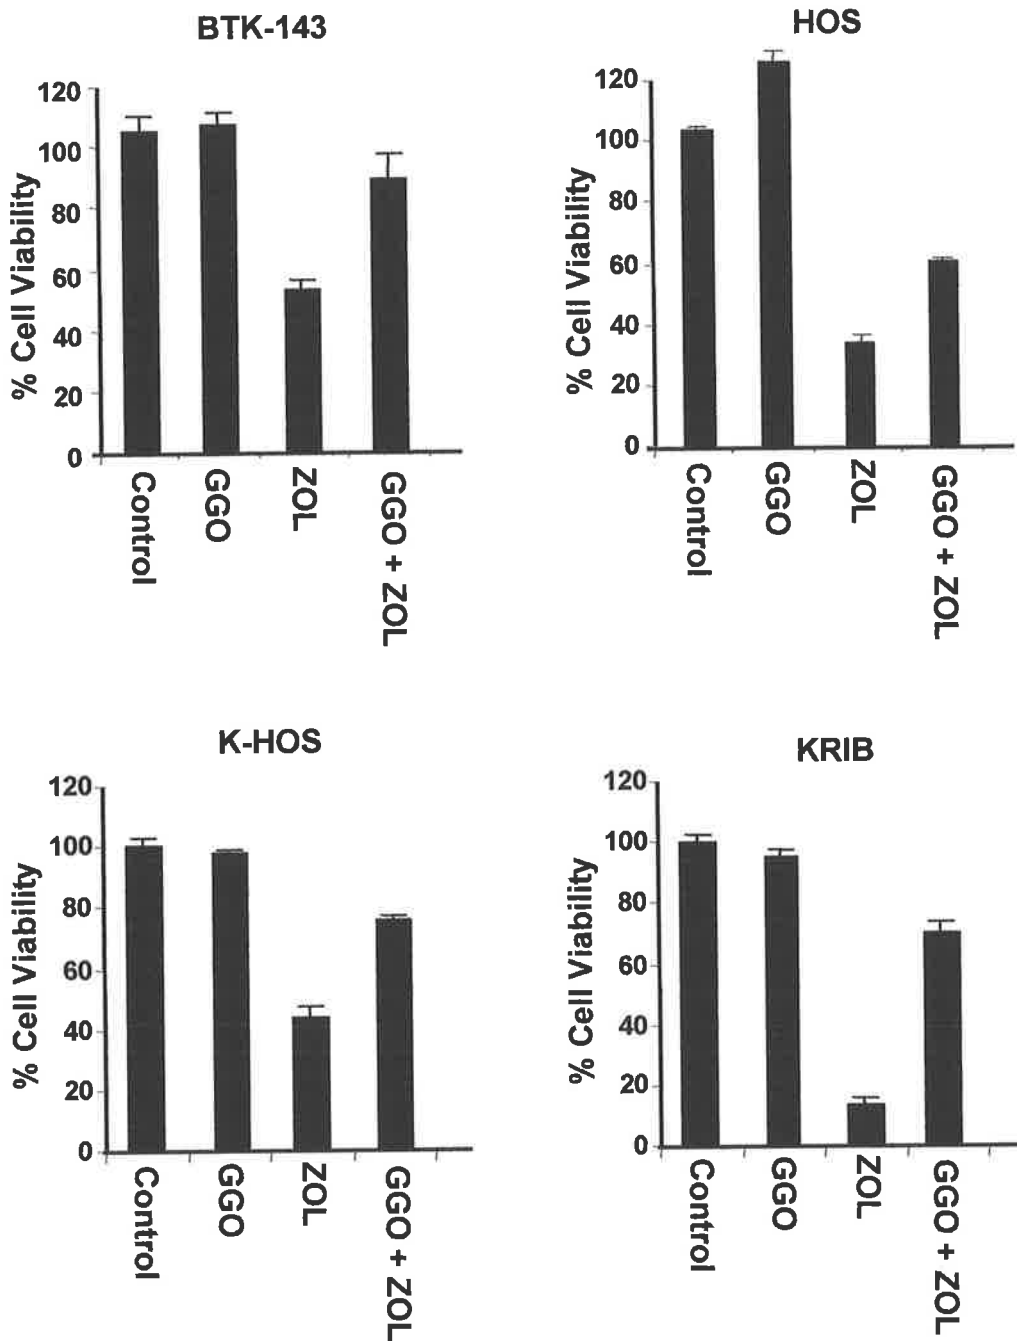 BTK-143
% Cell Viability
120
100
80
60
40
20
0
Control
GGO
ZOL
GGO + ZOL
HOS
% Cell Viability
120
100
80
60
40
20
0
Control
GGO
ZOL
GGO + ZOL
K-HOS
% Cell Viability
120
100
80
60
40
20
0
Control
GGO
ZOL
GGO + ZOL
KRIB
% Cell Viability
120
100
80
60
40
20
0
Control
GGO
ZOL
GGO + ZOL